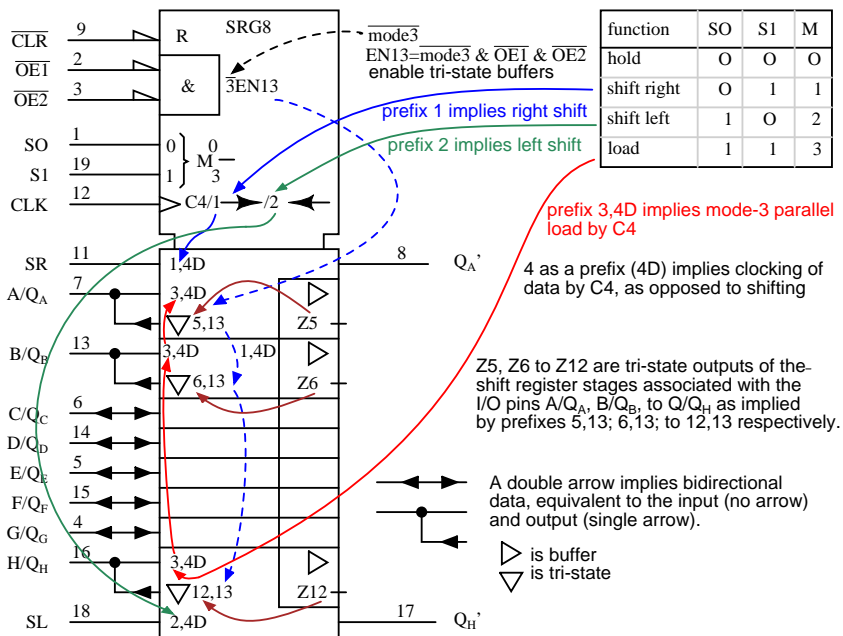 9
CLR
R
SRG8
mode3
EN13=mode3 & OE1 & OE2
enable tri-state buffers
2
OE1
3
OE2
&
3EN13
function SO S1 M
hold O O O
shift right O 1 1
shift left 1 O 2
load 1 1 3
prefix 1 implies right shift
prefix 2 implies left shift
1
SO
0
1
M
0
3
19
S1
12
CLK
C4/1
/2
prefix 3,4D implies mode-3 parallel
load by C4
11
SR
1,4D
8
QA’
4 as a prefix (4D) implies clocking of
data by C4, as opposed to shifting
7
A/QA
3,4D
5,13
Z5
13
B/QB
3,4D
1,4D
6,13
Z6
Z5, Z6 to Z12 are tri-state outputs of the
shift register stages associated with the
I/O pins A/QA, B/QB, to Q/QH as implied
by prefixes 5,13; 6,13; to 12,13 respectively.
6
C/QC
14
D/QD
5
E/QE
15
F/QF
4
G/QG
A double arrow implies bidirectional
data, equivalent to the input (no arrow)
and output (single arrow).
16
H/QH
3,4D
12,13
Z12
is buffer
is tri-state
18
SL
2,4D
17
QH’